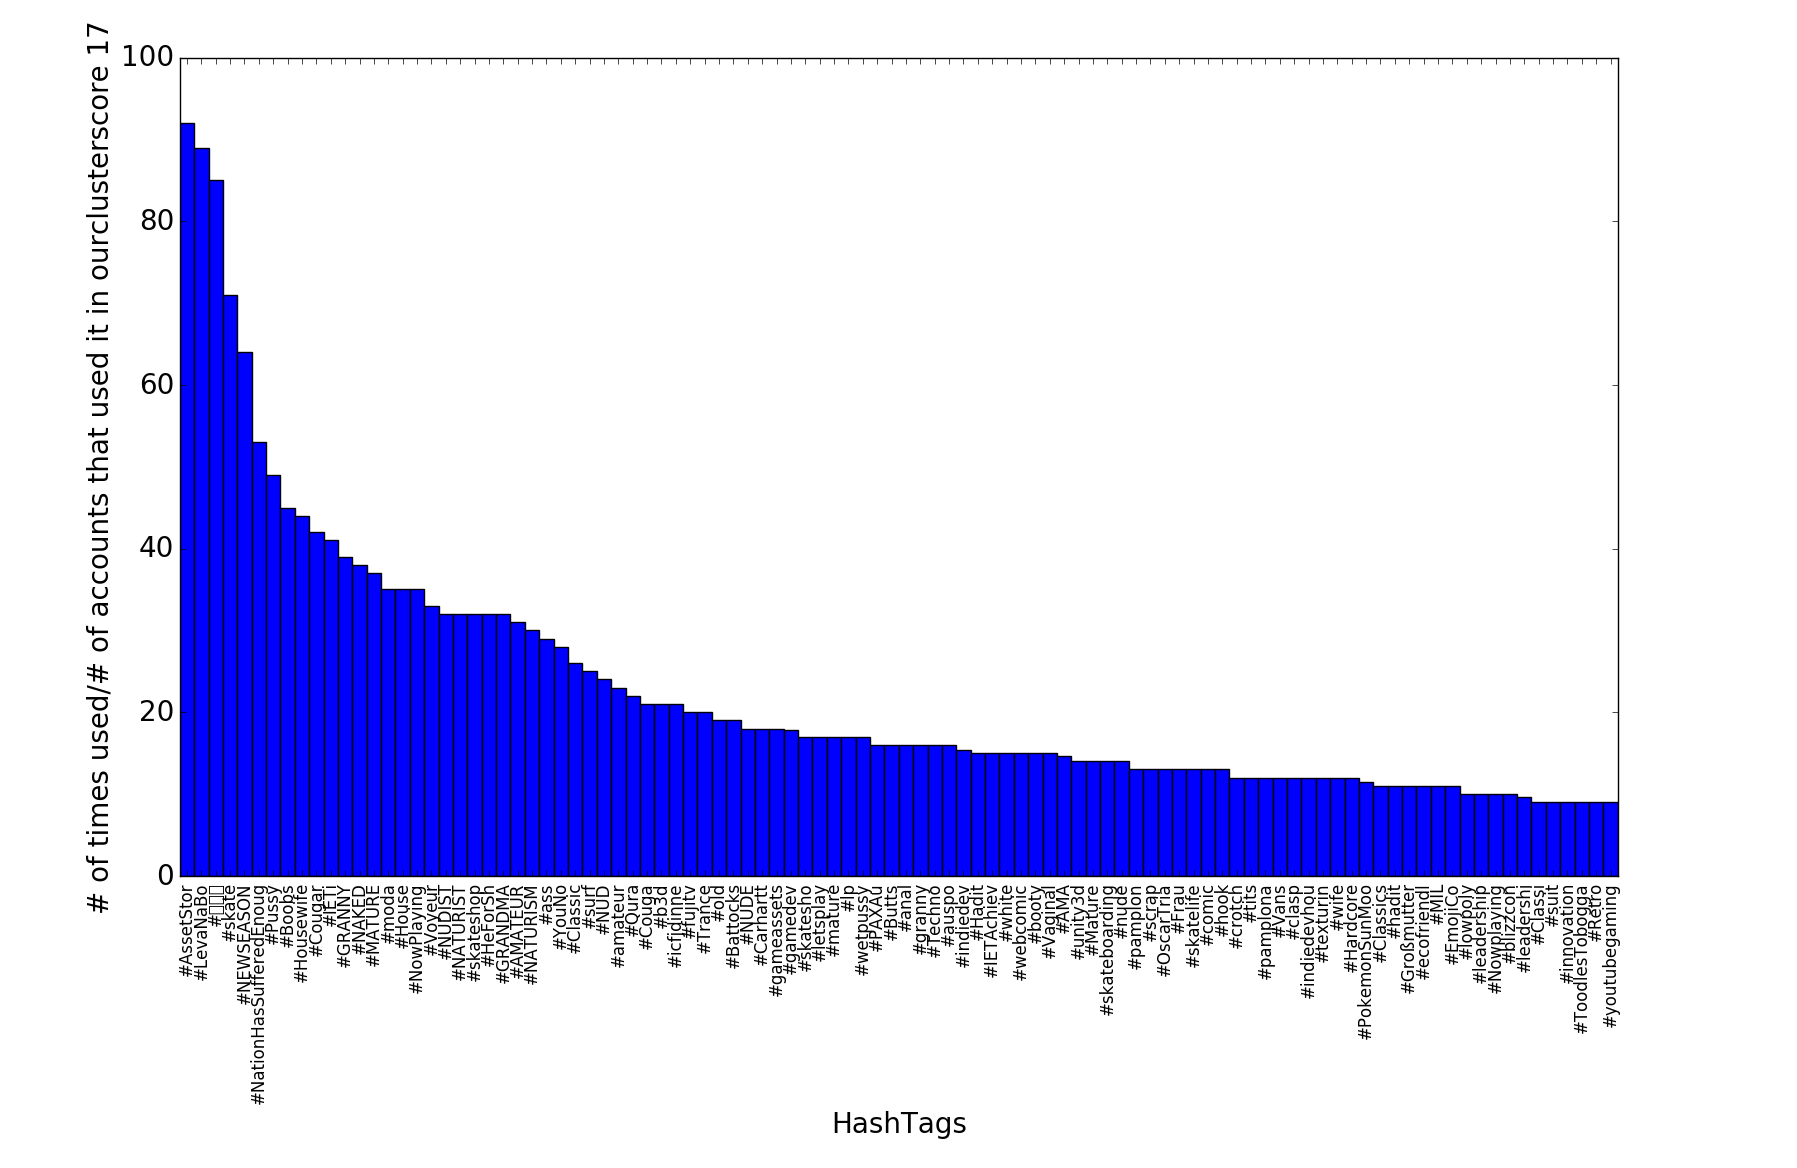 # of times used/# of accounts that used it in ourclusterscore 17
100
80
60
40
20
0
#AssetStor
#LevaNaBo
#□□□□
#skate
#NEWSEASON
#NationHasSufferedEnoug
#Pussy
#Boobs
#Housewife
#Cougar
#IETi
#GRANNY
#NAKED
#MATURE
#moda
#House
#NowPlaying
#Voyeur
#NUDIST
#NATURIST
#skateshop
#HeForSh
#GRANDMA
#AMATEUR
#NATURISM
#ass
#YouNo
#Classic
#surf
#NUD
#amateur
#Qura
#Couga
#b3d
#icfjdinne
#fujitv
#Trance
#old
#Battocks
#NUDE
#Carhartt
#gameassets
#gamedev
#skatesho
#letsplay
#mature
#lp
#wetpussy
#PAXAu
#Butts
#anal
#granny
#Techno
#auspo
#indiedev
#Hadit
#IETAchiev
#white
#webcomic
#booty
#Vaginal
#AMA
#unity3d
#Mature
#skateboarding
#nude
#pamplon
#scrap
#OscarTria
#Frau
#skatelife
#comic
#hook
#crotch
#tits
#pamplona
#Vans
#clasp
#indiedevhou
#texturin
#wife
#Hardcore
#PokemonSunMoo
#Classics
#hadit
#Großmutter
#ecofriendl
#MIL
#EmojiCo
#lowpoly
#leadership
#Nowplaying
#blizzcon
#leadershi
#Classi
#suit
#innovation
#ToodlesTobogga
#Retro
#youtubegaming
HashTags